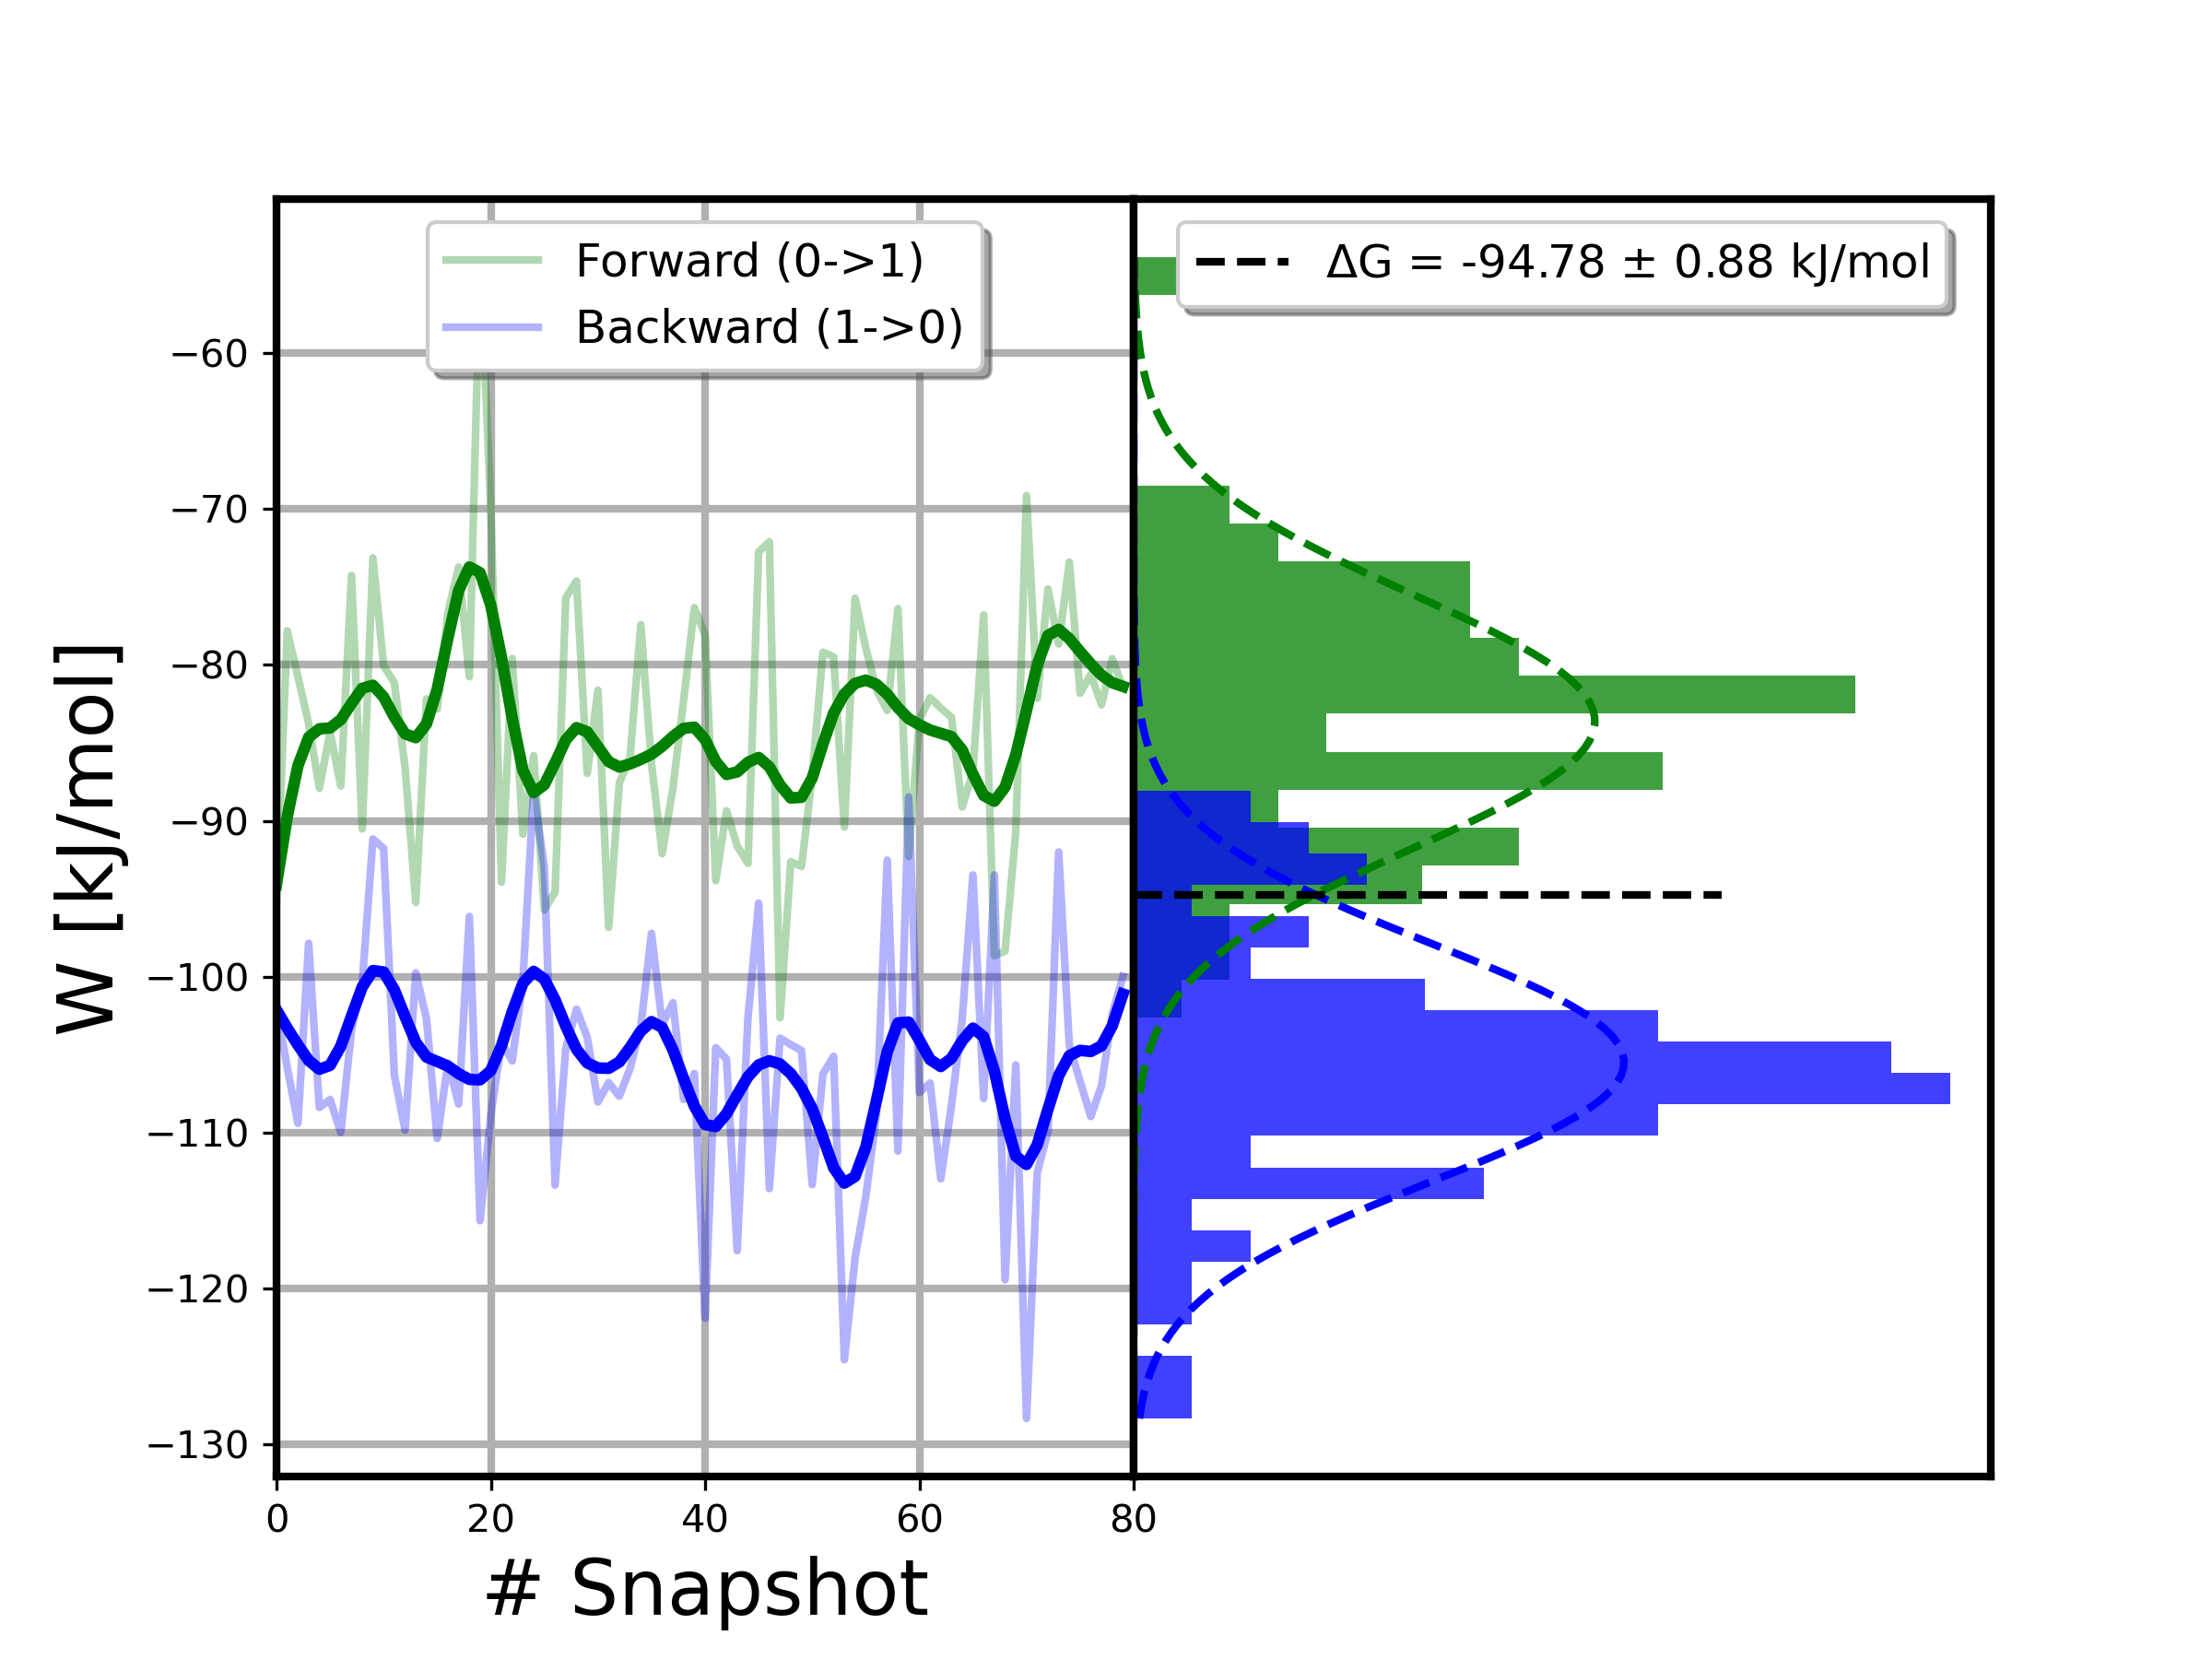 Forward (0->1)
Backward (1->0)
ΔG = -94.78 ± 0.88 kJ/mol
W [kJ/mol]
−60
−70
−80
−90
−100
−110
−120
−130
0 20 40 60 80
# Snapshot